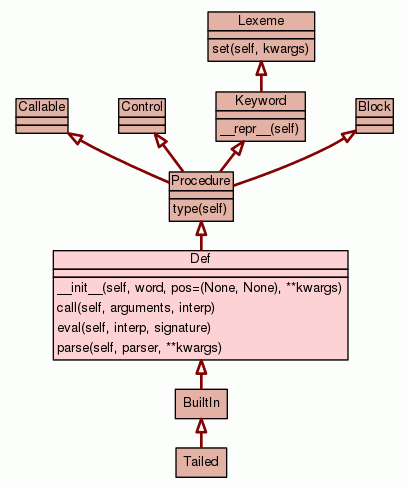 Lexeme
set(self, kwargs)
Callable
Control
Keyword
__repr__(self)
Block
Procedure
type(self)
Def
__init__(self, word, pos=(None, None), **kwargs)
call(self, arguments, interp)
eval(self, interp, signature)
parse(self, parser, **kwargs)
BuiltIn
Tailed